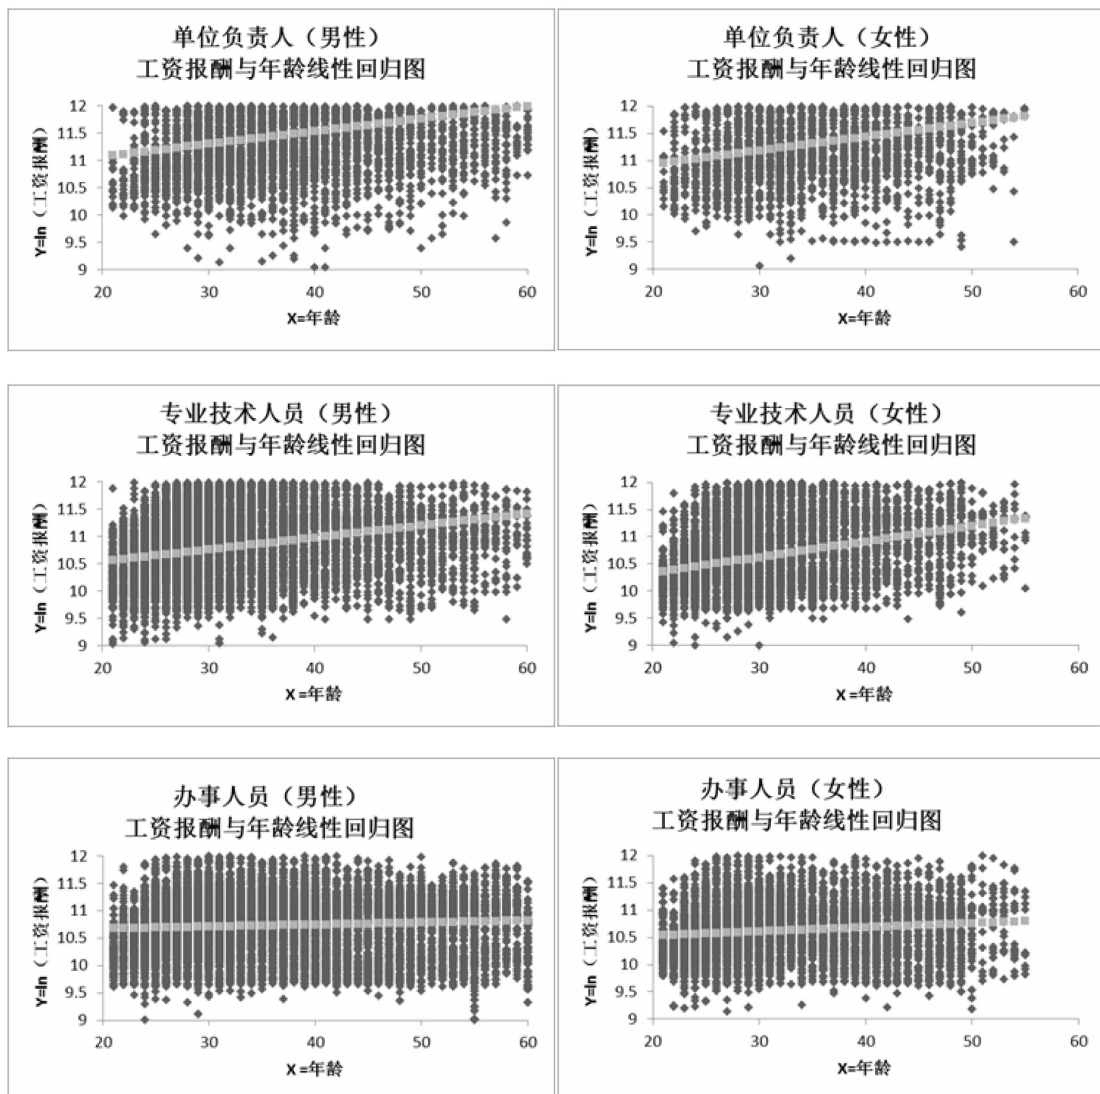 单位负责人（男性）
工资报酬与年龄线性回归图
12
11.5
11
10.5
10
9.5
9
Y=ln（工资报酬）
20 30 40 50 60
X=年龄
单位负责人（女性）
工资报酬与年龄线性回归图
12
11.5
11
10.5
10
9.5
9
Y=ln（工资报酬）
20 30 40 50 60
X=年龄
专业技术人员（男性）
工资报酬与年龄线性回归图
12
11.5
11
10.5
10
9.5
9
Y=ln（工资报酬）
20 30 40 50 60
X =年龄
专业技术人员（女性）
工资报酬与年龄线性回归图
12
11.5
11
10.5
10
9.5
9
Y=ln（工资报酬）
20 30 40 50 60
X =年龄
办事人员（男性）
工资报酬与年龄线性回归图
12
11.5
11
10.5
10
9.5
9
Y=ln（工资报酬）
20 30 40 50 60
X =年龄
办事人员（女性）
工资报酬与年龄线性回归图
12
11.5
11
10.5
10
9.5
9
Y=ln（工资报酬）
20 30 40 50 60
X=年龄